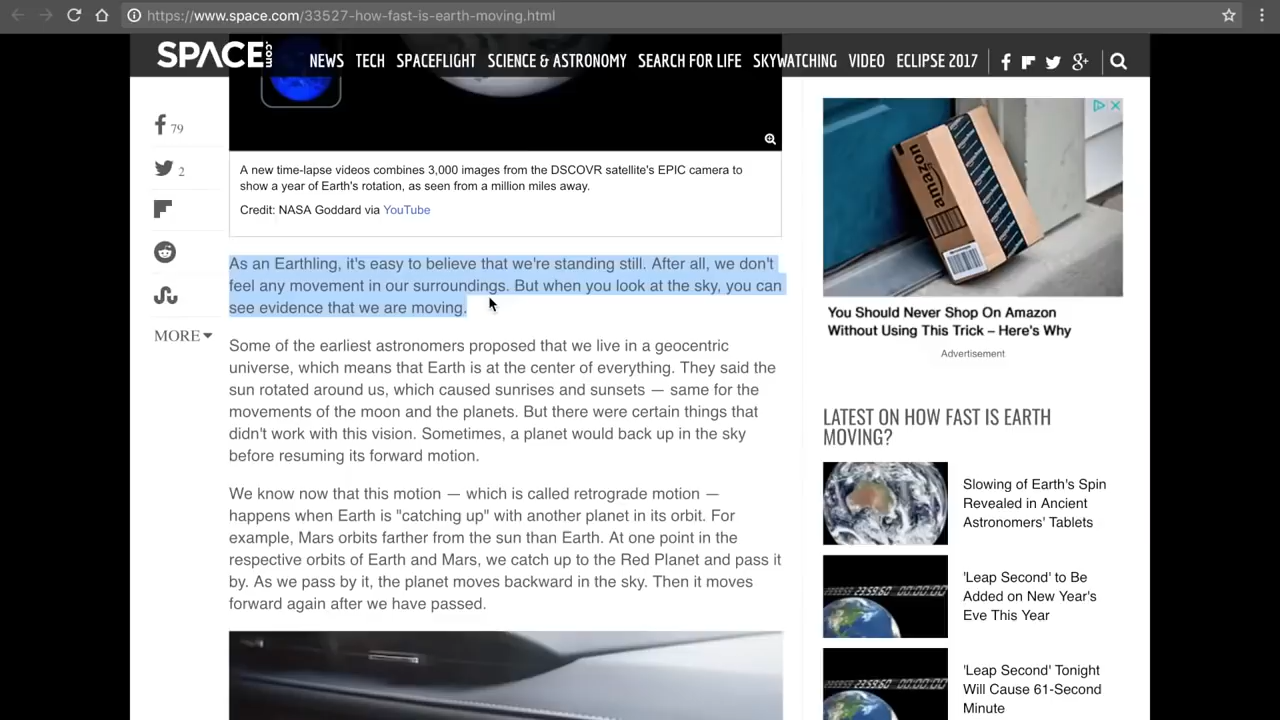 https://www.space.com/33527-how-fast-is-earth-moving.html
SPACE.com
NEWS TECH SPACEFLIGHT SCIENCE & ASTRONOMY SEARCH FOR LIFE SKYWATCHING VIDEO ECLIPSE 2017
79
2
MORE
A new time-lapse videos combines 3,000 images from the DSCOVR satellite's EPIC camera to
show a year of Earth's rotation, as seen from a million miles away.
Credit: NASA Goddard via YouTube
As an Earthling, it's easy to believe that we're standing still. After all, we don't
feel any movement in our surroundings. But when you look at the sky, you can
see evidence that we are moving.
Some of the earliest astronomers proposed that we live in a geocentric
universe, which means that Earth is at the center of everything. They said the
sun rotated around us, which caused sunrises and sunsets — same for the
movements of the moon and the planets. But there were certain things that
didn't work with this vision. Sometimes, a planet would back up in the sky
before resuming its forward motion.
We know now that this motion — which is called retrograde motion —
happens when Earth is "catching up" with another planet in its orbit. For
example, Mars orbits farther from the sun than Earth. At one point in the
respective orbits of Earth and Mars, we catch up to the Red Planet and pass it
by. As we pass by it, the planet moves backward in the sky. Then it moves
forward again after we have passed.
amazon
You Should Never Shop On Amazon
Without Using This Trick – Here's Why
Advertisement
LATEST ON HOW FAST IS EARTH
MOVING?
Slowing of Earth's Spin
Revealed in Ancient
Astronomers' Tablets
'Leap Second' to Be
Added on New Year's
Eve This Year
'Leap Second' Tonight
Will Cause 61-Second
Minute